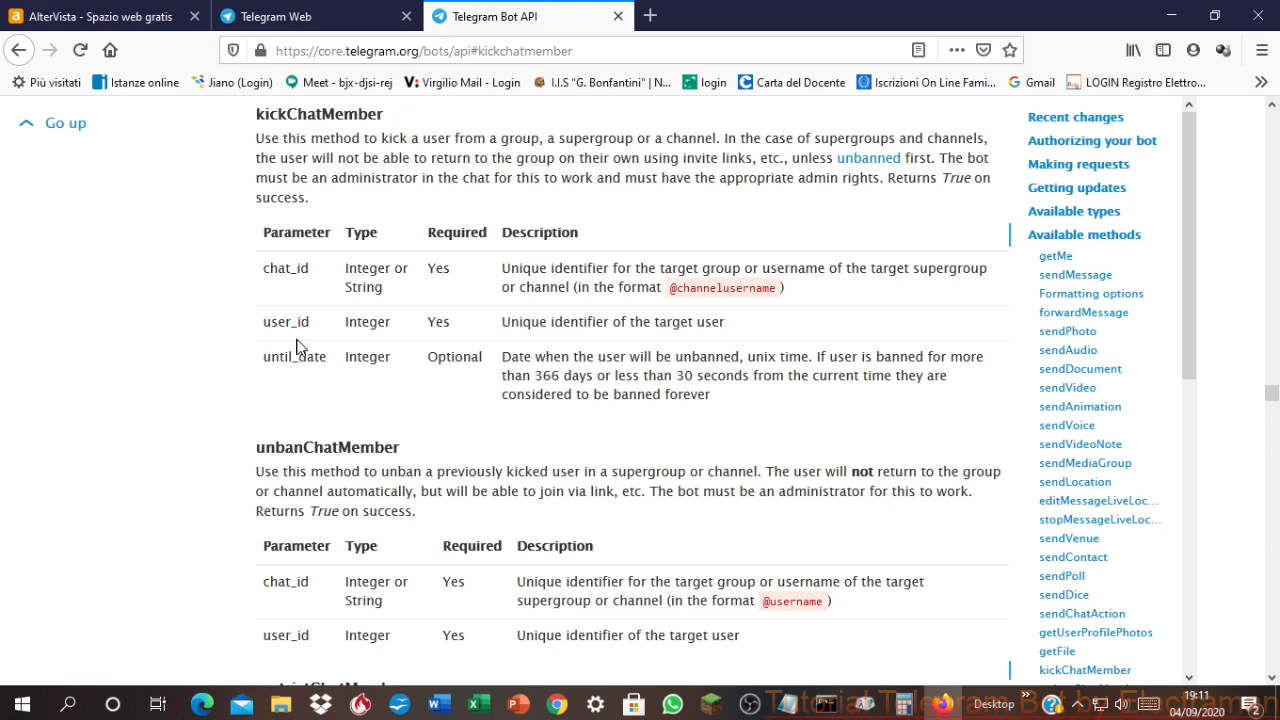 AlterVista - Spazio web gratis
Telegram Web
Telegram Bot API
https://core.telegram.org/bots/api#kickchatmember
Più visitati
Istanze online
Jiano (Login)
Meet - bjx-djsi-rej
Virgilio Mail - Login
I.I.S "G. Bonfantini" | N...
login
Carta del Docente
Iscrizioni On Line Fami...
Gmail
LOGIN Registro Elettro...
Go up
kickChatMember
Use this method to kick a user from a group, a supergroup or a channel. In the case of supergroups and channels,
the user will not be able to return to the group on their own using invite links, etc., unless unbanned first. The bot
must be an administrator in the chat for this to work and must have the appropriate admin rights. Returns True on
success.
Parameter Type Required Description
chat_id Integer or String Yes Unique identifier for the target group or username of the target supergroup
or channel (in the format @channelusername)
user_id Integer Yes Unique identifier of the target user
until_date Integer Optional Date when the user will be unbanned, unix time. If user is banned for more
than 366 days or less than 30 seconds from the current time they are
considered to be banned forever
unbanChatMember
Use this method to unban a previously kicked user in a supergroup or channel. The user will not return to the group
or channel automatically, but will be able to join via link, etc. The bot must be an administrator for this to work.
Returns True on success.
Parameter Type Required Description
chat_id Integer or String Yes Unique identifier for the target group or username of the target
supergroup or channel (in the format @username)
user_id Integer Yes Unique identifier of the target user
Recent changes
Authorizing your bot
Making requests
Getting updates
Available types
Available methods
getMe
sendMessage
Formatting options
forwardMessage
sendPhoto
sendAudio
sendDocument
sendVideo
sendAnimation
sendVoice
sendVideoNote
sendMediaGroup
sendLocation
editMessageLiveLoc...
stopMessageLiveLoc...
sendVenue
sendContact
sendPoll
sendDice
sendChatAction
getUserProfilePhotos
getFile
kickChatMember
Desktop
19:11
04/09/2020
Tutorial Telegram Bot by